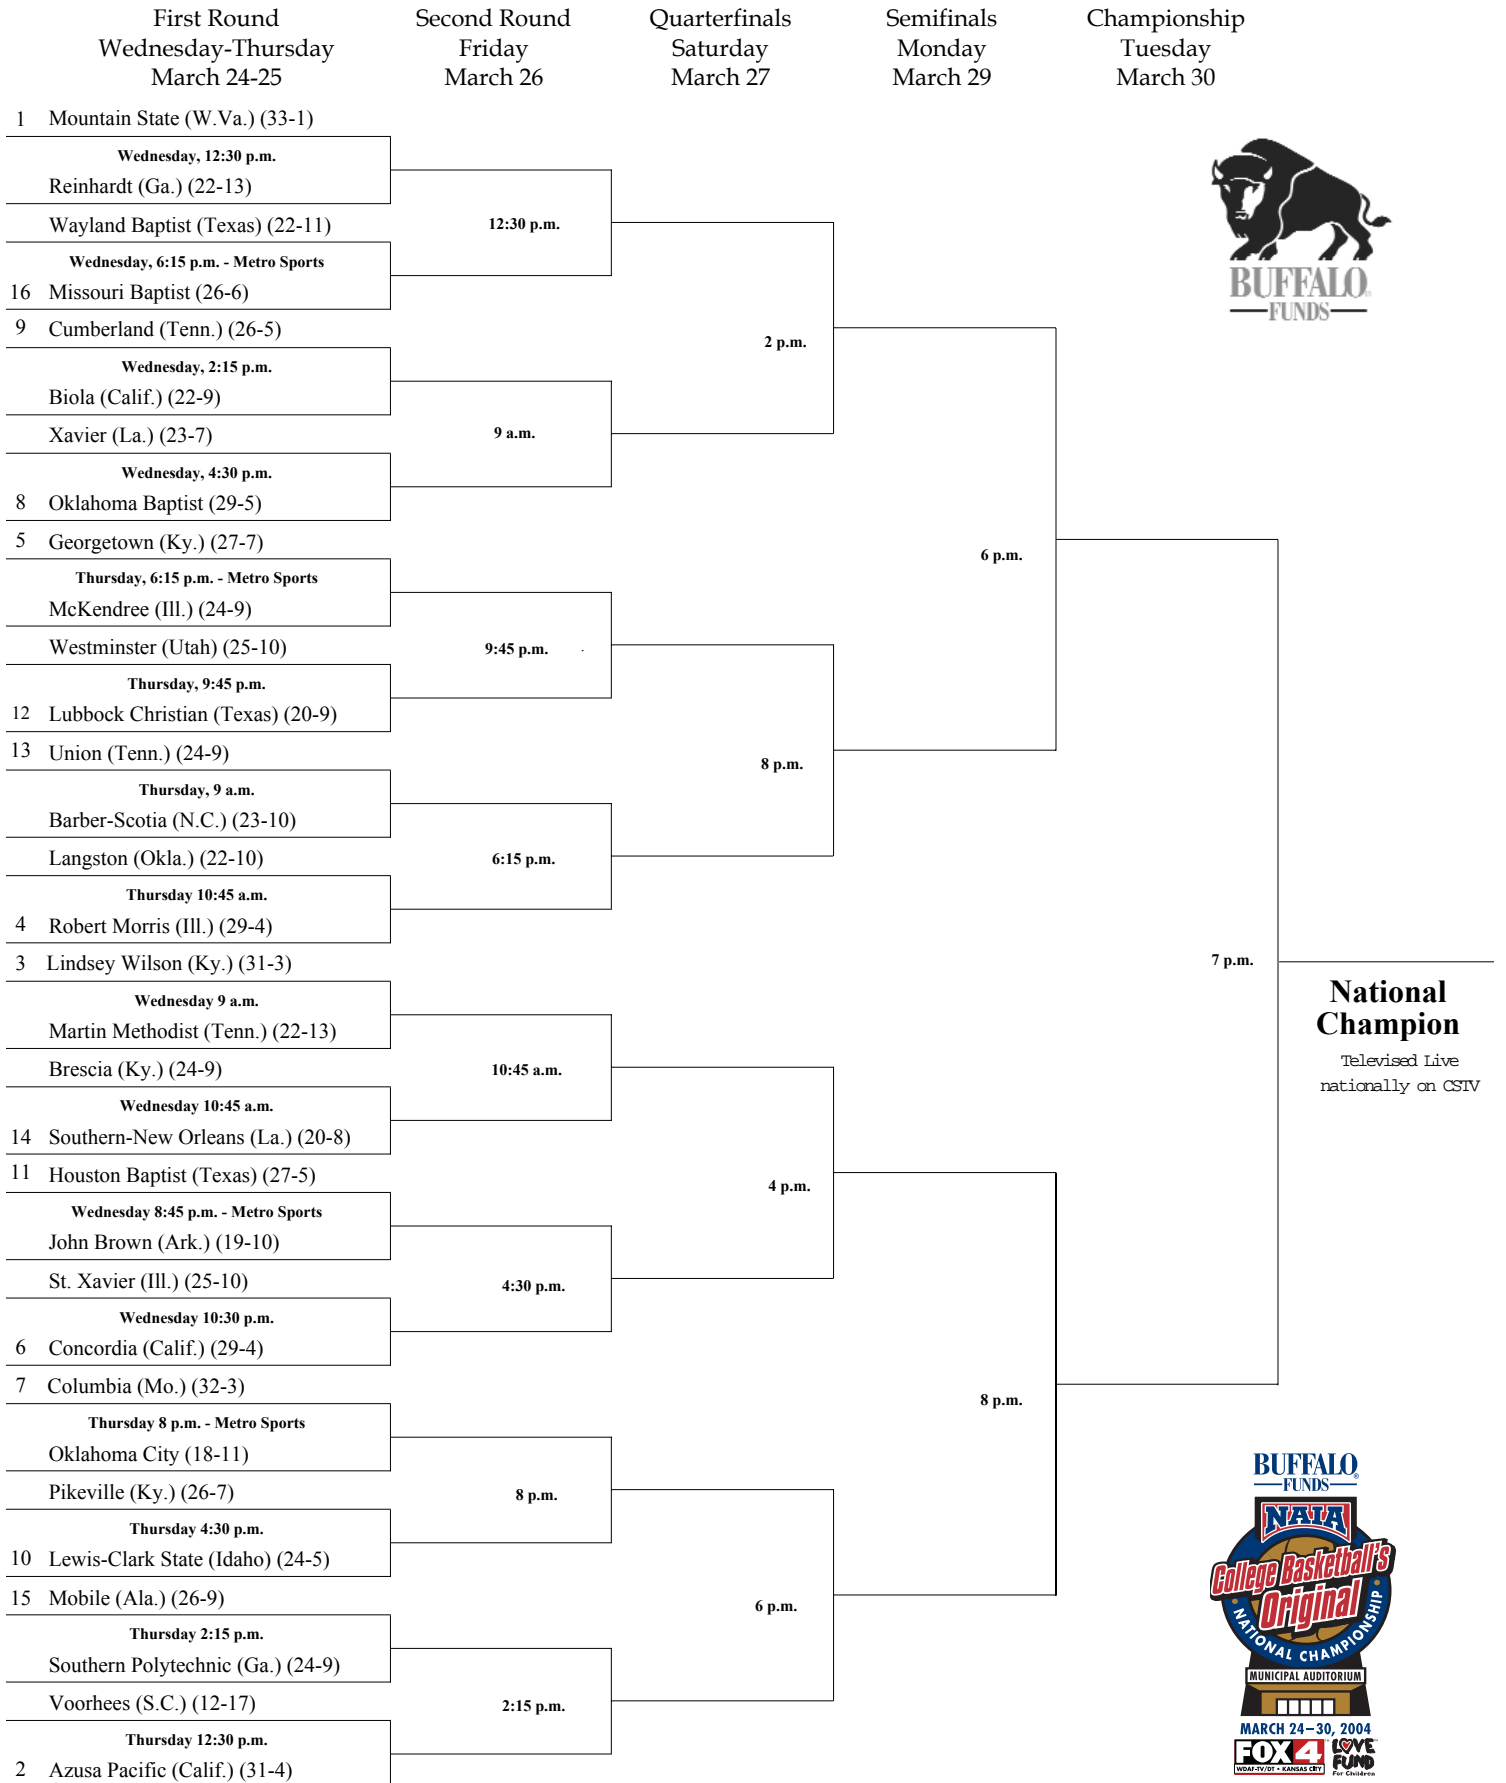 First Round
Wednesday-Thursday
March 24-25
Second Round
Friday
March 26
Quarterfinals
Saturday
March 27
Semifinals
Monday
March 29
Championship
Tuesday
March 30
1 Mountain State (W.Va.) (33-1)
Wednesday, 12:30 p.m.
Reinhardt (Ga.) (22-13)
Wayland Baptist (Texas) (22-11)
Wednesday, 6:15 p.m. - Metro Sports
16 Missouri Baptist (26-6)
9 Cumberland (Tenn.) (26-5)
Wednesday, 2:15 p.m.
Biola (Calif.) (22-9)
Xavier (La.) (23-7)
Wednesday, 4:30 p.m.
8 Oklahoma Baptist (29-5)
5 Georgetown (Ky.) (27-7)
Thursday, 6:15 p.m. - Metro Sports
McKendree (Ill.) (24-9)
Westminster (Utah) (25-10)
Thursday, 9:45 p.m.
12 Lubbock Christian (Texas) (20-9)
13 Union (Tenn.) (24-9)
Thursday, 9 a.m.
Barber-Scotia (N.C.) (23-10)
Langston (Okla.) (22-10)
Thursday 10:45 a.m.
4 Robert Morris (Ill.) (29-4)
3 Lindsey Wilson (Ky.) (31-3)
Wednesday 9 a.m.
Martin Methodist (Tenn.) (22-13)
Brescia (Ky.) (24-9)
Wednesday 10:45 a.m.
14 Southern-New Orleans (La.) (20-8)
11 Houston Baptist (Texas) (27-5)
Wednesday 8:45 p.m. - Metro Sports
John Brown (Ark.) (19-10)
St. Xavier (Ill.) (25-10)
Wednesday 10:30 p.m.
6 Concordia (Calif.) (29-4)
7 Columbia (Mo.) (32-3)
Thursday 8 p.m. - Metro Sports
Oklahoma City (18-11)
Pikeville (Ky.) (26-7)
Thursday 4:30 p.m.
10 Lewis-Clark State (Idaho) (24-5)
15 Mobile (Ala.) (26-9)
Thursday 2:15 p.m.
Southern Polytechnic (Ga.) (24-9)
Voorhees (S.C.) (12-17)
Thursday 12:30 p.m.
2 Azusa Pacific (Calif.) (31-4)
12:30 p.m.
9 a.m.
9:45 p.m.
6:15 p.m.
10:45 a.m.
4:30 p.m.
8 p.m.
2:15 p.m.
2 p.m.
8 p.m.
4 p.m.
6 p.m.
6 p.m.
8 p.m.
7 p.m.
National
Champion
Televised Live
nationally on CSTV
BUFFALO
FUNDS
BUFFALO®
FUNDS
NAIA
College Basketball's
Original
NATIONAL CHAMPIONSHIP
MUNICIPAL AUDITORIUM
MARCH 24–30, 2004
FOX 4
WDAF-TV/DT • KANSAS CITY
LOVE
FUND
For Children